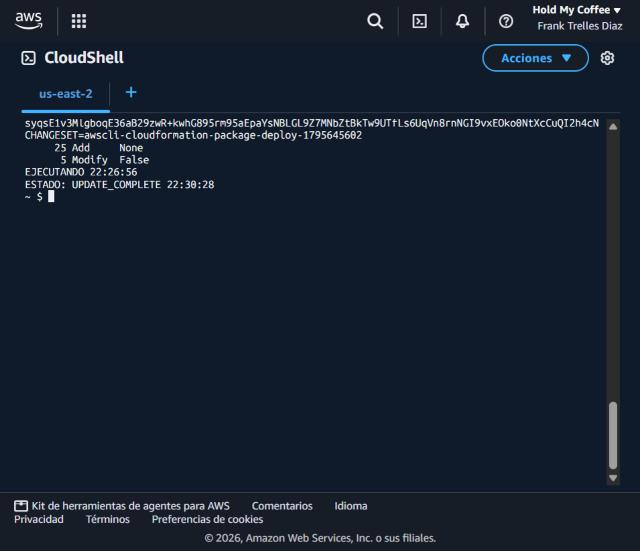 aws
Hold My Coffee
Frank Trelles Diaz
CloudShell
Acciones
us-east-2
+
syqsE1v3MlgboqE36aB29zwR+kwhG895rm95aEpaYsNBLGL9Z7MNbZtBkTw9UTfLs6UqVn8rnNGI9vxEOko0NtXcCuQI2h4cN
CHANGESET=awscli-cloudformation-package-deploy-1795645602
25 Add None
5 Modify False
EJECUTANDO 22:26:56
ESTADO: UPDATE_COMPLETE 22:30:28
~ $
Kit de herramientas de agentes para AWS Comentarios Idioma
Privacidad Términos Preferencias de cookies
© 2026, Amazon Web Services, Inc. o sus filiales.